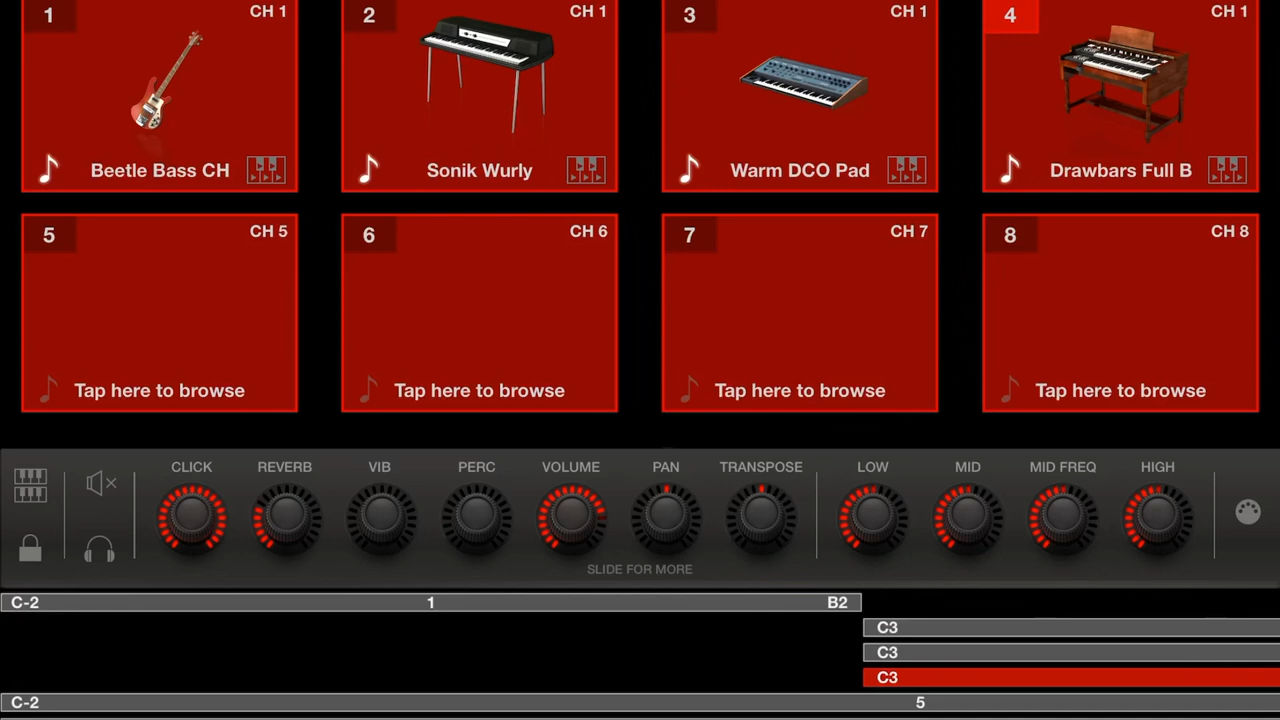 1 CH 1 2 CH 1 3 CH 1 4 CH 1
Beetle Bass CH Sonik Wurly Warm DCO Pad Drawbars Full B
5 CH 5 6 CH 6 7 CH 7 8 CH 8
Tap here to browse Tap here to browse Tap here to browse Tap here to browse
CLICK REVERB VIB PERC VOLUME PAN TRANSPOSE LOW MID MID FREQ HIGH
SLIDE FOR MORE
C-2 1 B2
C3
C3
C3
C-2 5